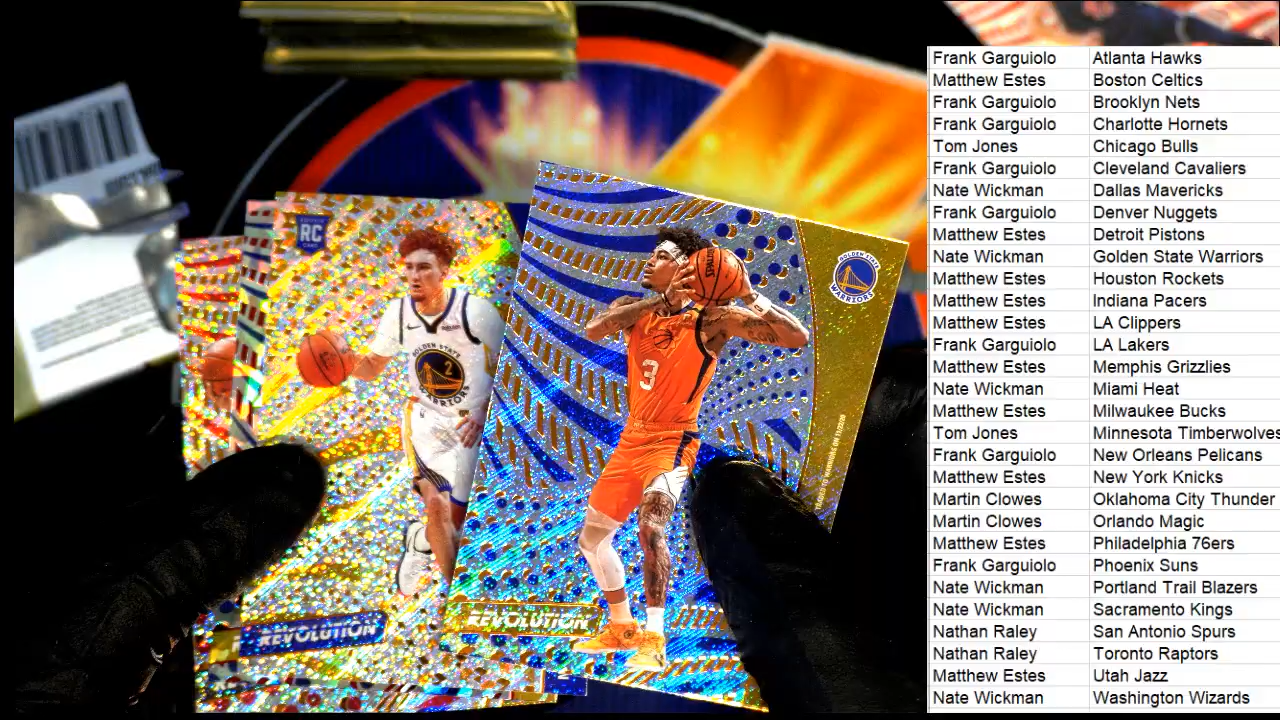 Frank Garguiolo Atlanta Hawks
Matthew Estes Boston Celtics
Frank Garguiolo Brooklyn Nets
Frank Garguiolo Charlotte Hornets
Tom Jones Chicago Bulls
Frank Garguiolo Cleveland Cavaliers
Nate Wickman Dallas Mavericks
Frank Garguiolo Denver Nuggets
Matthew Estes Detroit Pistons
Nate Wickman Golden State Warriors
Matthew Estes Houston Rockets
Matthew Estes Indiana Pacers
Matthew Estes LA Clippers
Frank Garguiolo LA Lakers
Matthew Estes Memphis Grizzlies
Nate Wickman Miami Heat
Matthew Estes Milwaukee Bucks
Tom Jones Minnesota Timberwolves
Frank Garguiolo New Orleans Pelicans
Matthew Estes New York Knicks
Martin Clowes Oklahoma City Thunder
Martin Clowes Orlando Magic
Matthew Estes Philadelphia 76ers
Frank Garguiolo Phoenix Suns
Nate Wickman Portland Trail Blazers
Nate Wickman Sacramento Kings
Nathan Raley San Antonio Spurs
Nathan Raley Toronto Raptors
Matthew Estes Utah Jazz
Nate Wickman Washington Wizards
RC
GOLDEN STATE
2
WARRIORS
REVOLUTION
SPALDING
3
GOLDEN STATE
WARRIORS
REVOLUTION